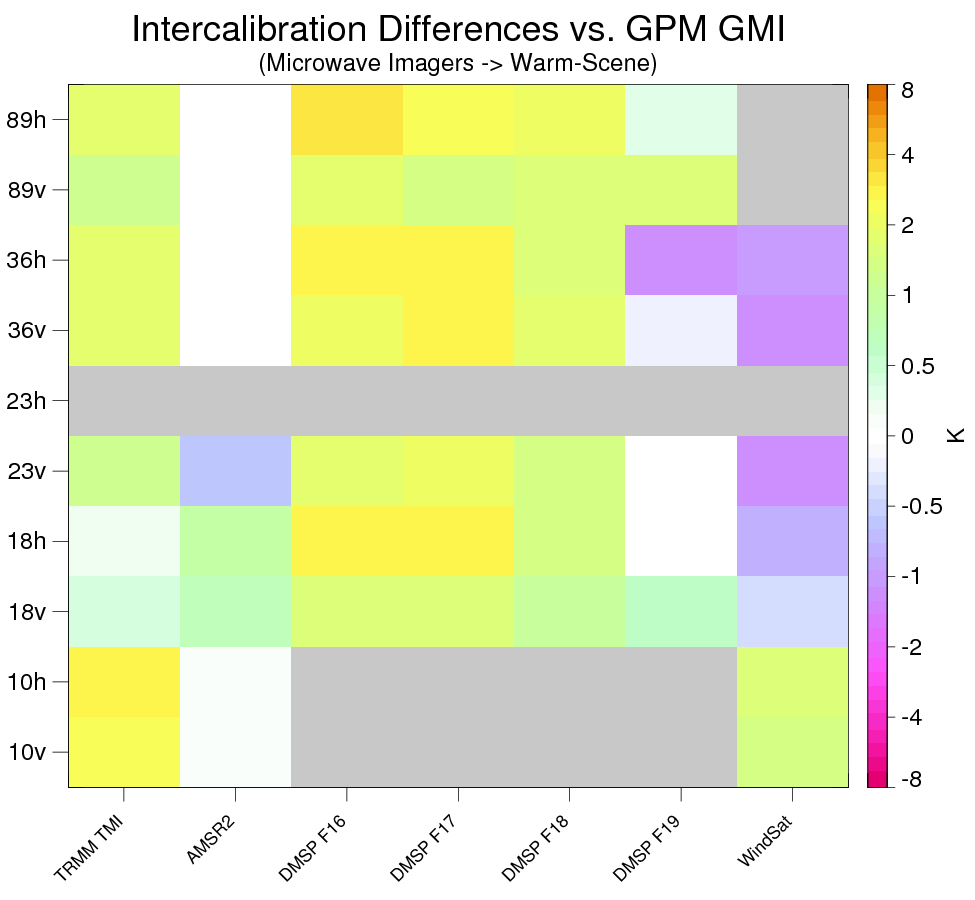 Intercalibration Differences vs. GPM GMI
(Microwave Imagers -> Warm-Scene)
89h
89v
36h
36v
23h
23v
18h
18v
10h
10v
TRMM TMI
AMSR2
DMSP F16
DMSP F17
DMSP F18
DMSP F19
WindSat
8
4
2
1
0.5
0
-0.5
-1
-2
-4
-8
K